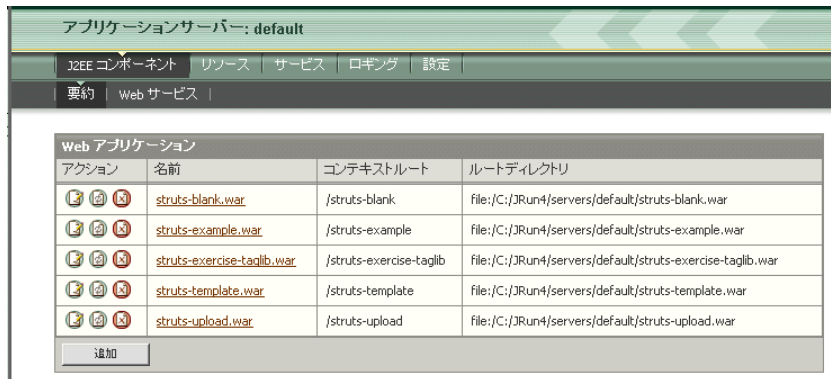 アプリケーションサーバー: default
J2EE コンポーネント | リソース | サービス | ロギング | 設定 |
| 要約 | Web サービス |
Web アプリケーション
アクション 名前 コンテキストルート ルートディレクトリ
struts-blank.war /struts-blank file:/C:/JRun4/servers/default/struts-blank.war
struts-example.war /struts-example file:/C:/JRun4/servers/default/struts-example.war
struts-exercise-taglib.war /struts-exercise-taglib file:/C:/JRun4/servers/default/struts-exercise-taglib.war
struts-template.war /struts-template file:/C:/JRun4/servers/default/struts-template.war
struts-upload.war /struts-upload file:/C:/JRun4/servers/default/struts-upload.war
追加